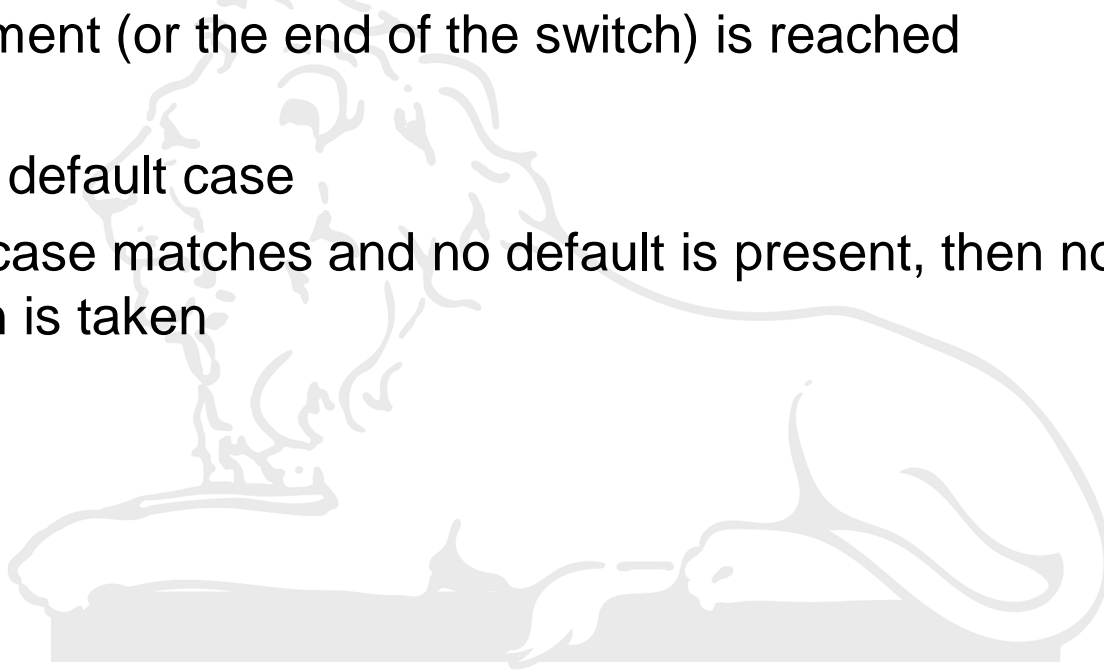 ment (or the end of the switch) is reached
default case
case matches and no default is present, then no
is taken